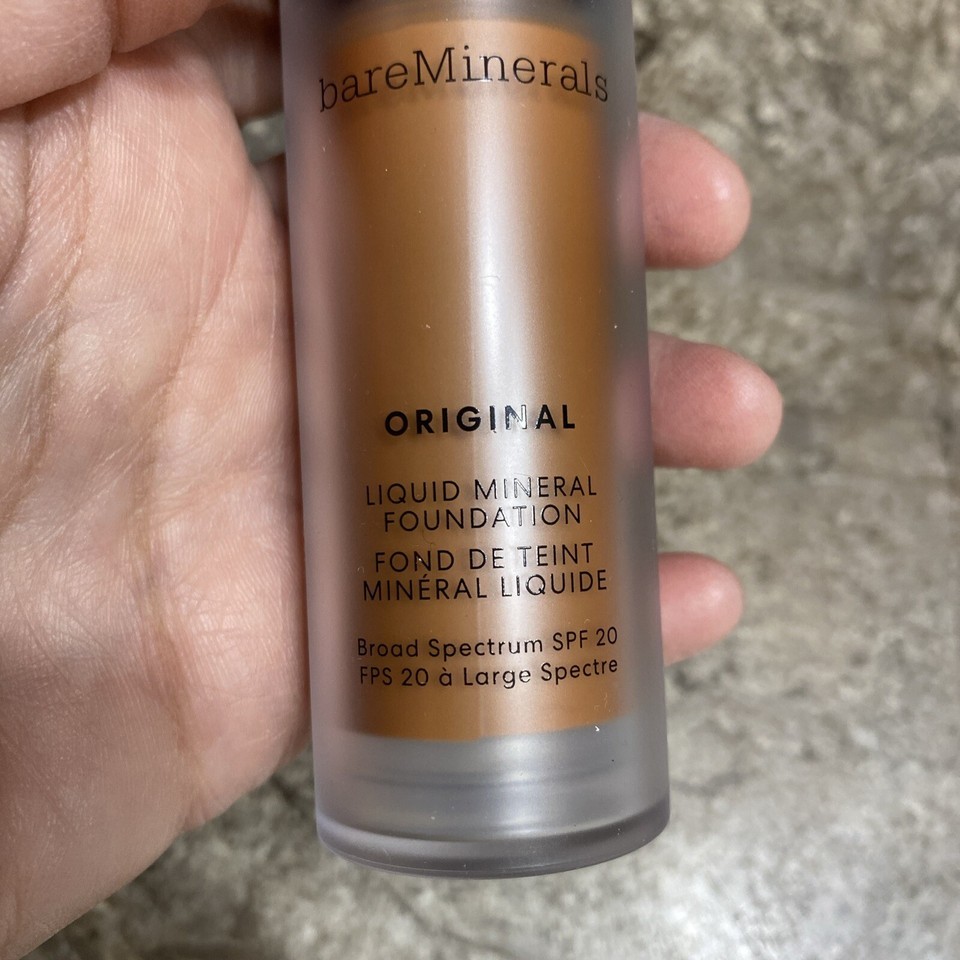 bareMinerals
ORIGINAL
LIQUID MINERAL
FOUNDATION
FOND DE TEINT
MINÉRAL LIQUIDE
Broad Spectrum SPF 20
FPS 20 à Large Spectre